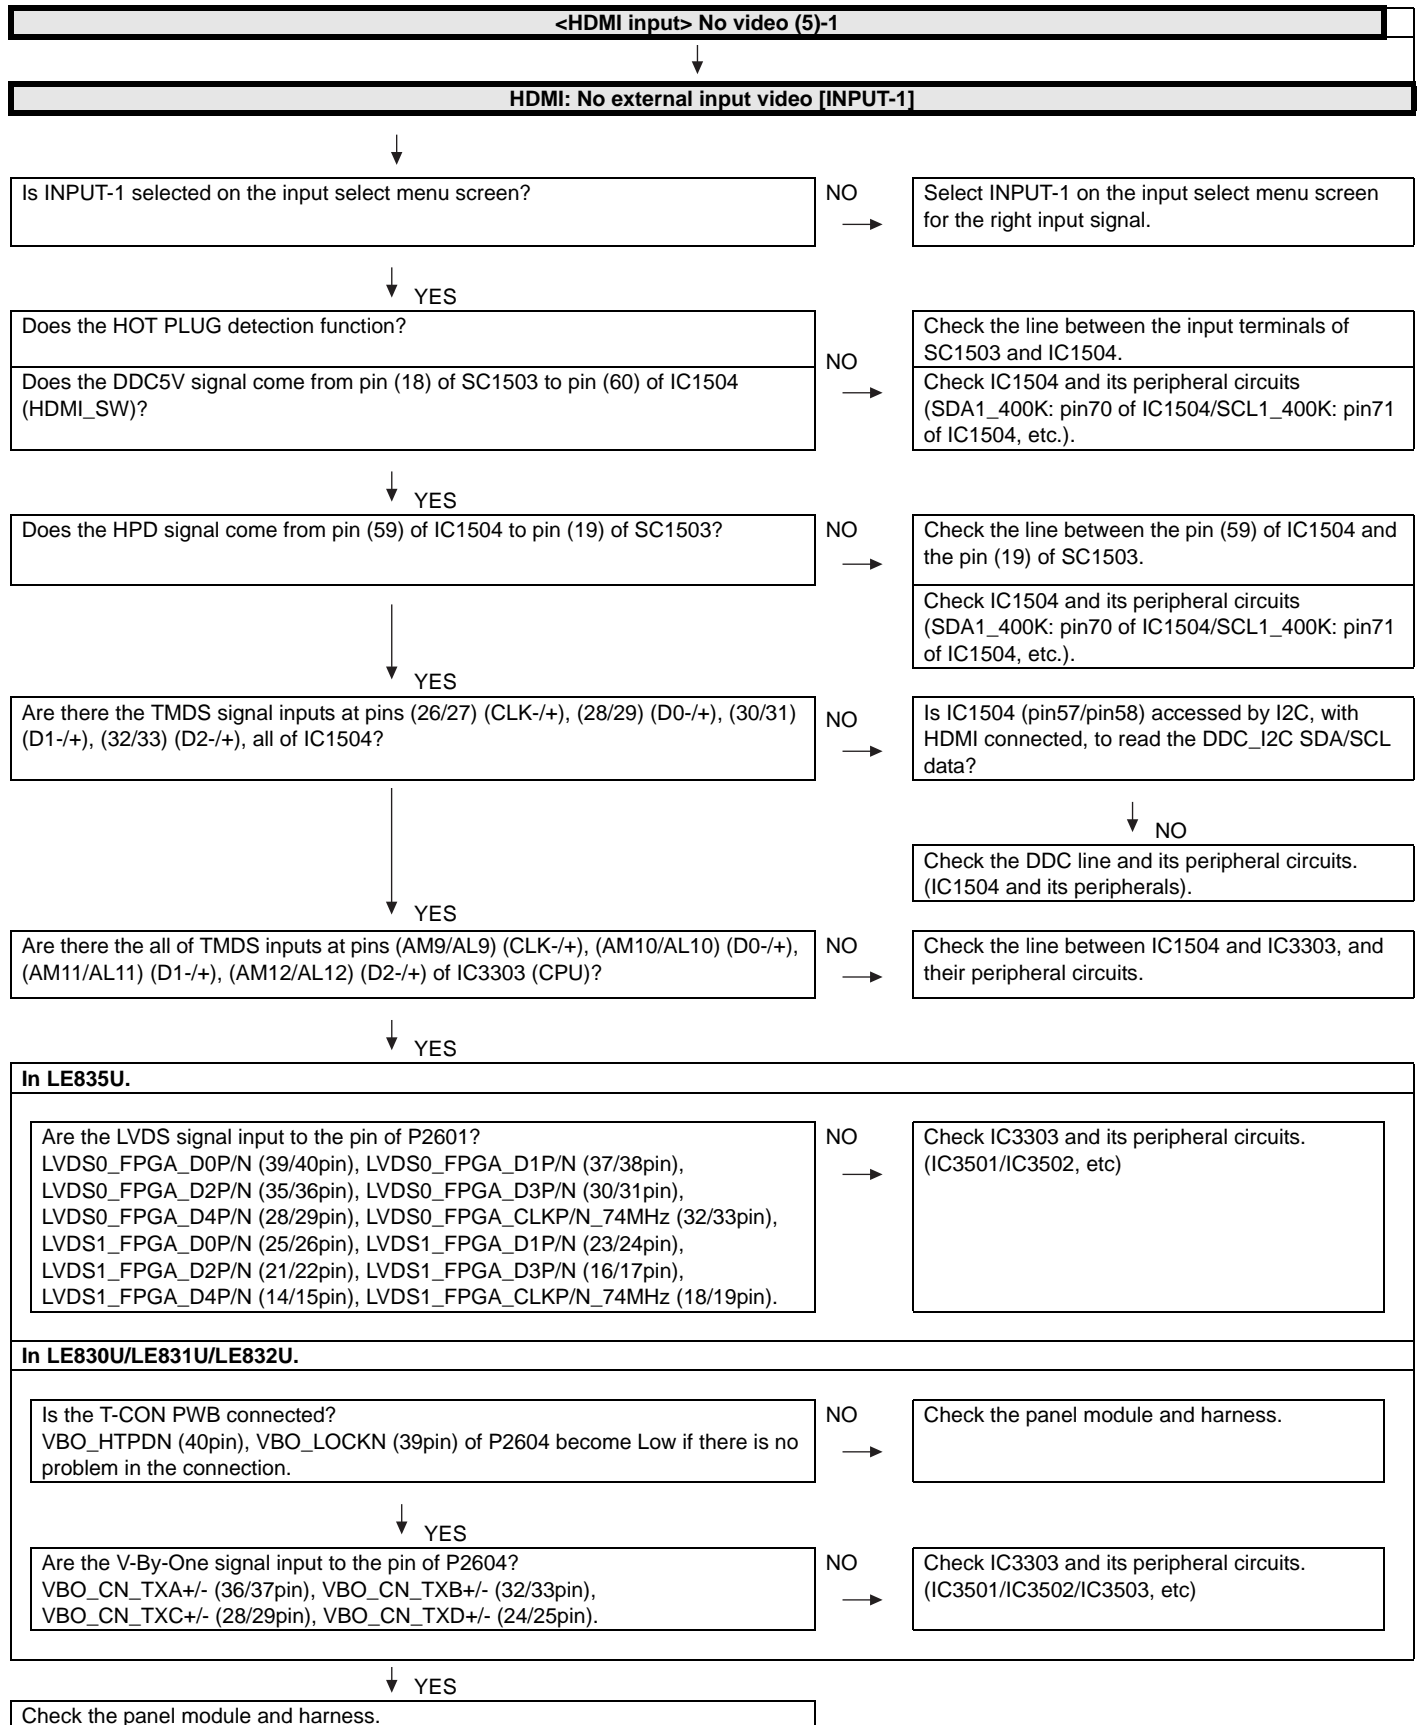 <HDMI input> No video (5)-1
HDMI: No external input video [INPUT-1]
Is INPUT-1 selected on the input select menu screen?
NO
Select INPUT-1 on the input select menu screen
for the right input signal.
YES
Does the HOT PLUG detection function?
Does the DDC5V signal come from pin (18) of SC1503 to pin (60) of IC1504
(HDMI_SW)?
NO
Check the line between the input terminals of
SC1503 and IC1504.
Check IC1504 and its peripheral circuits
(SDA1_400K: pin70 of IC1504/SCL1_400K: pin71
of IC1504, etc.).
YES
Does the HPD signal come from pin (59) of IC1504 to pin (19) of SC1503?
NO
Check the line between the pin (59) of IC1504 and
the pin (19) of SC1503.
Check IC1504 and its peripheral circuits
(SDA1_400K: pin70 of IC1504/SCL1_400K: pin71
of IC1504, etc.).
YES
Are there the TMDS signal inputs at pins (26/27) (CLK-/+), (28/29) (D0-/+), (30/31)
(D1-/+), (32/33) (D2-/+), all of IC1504?
NO
Is IC1504 (pin57/pin58) accessed by I2C, with
HDMI connected, to read the DDC_I2C SDA/SCL
data?
NO
Check the DDC line and its peripheral circuits.
(IC1504 and its peripherals).
YES
Are there the all of TMDS inputs at pins (AM9/AL9) (CLK-/+), (AM10/AL10) (D0-/+),
(AM11/AL11) (D1-/+), (AM12/AL12) (D2-/+) of IC3303 (CPU)?
NO
Check the line between IC1504 and IC3303, and
their peripheral circuits.
YES
In LE835U.
Are the LVDS signal input to the pin of P2601?
LVDS0_FPGA_D0P/N (39/40pin), LVDS0_FPGA_D1P/N (37/38pin),
LVDS0_FPGA_D2P/N (35/36pin), LVDS0_FPGA_D3P/N (30/31pin),
LVDS0_FPGA_D4P/N (28/29pin), LVDS0_FPGA_CLKP/N_74MHz (32/33pin),
LVDS1_FPGA_D0P/N (25/26pin), LVDS1_FPGA_D1P/N (23/24pin),
LVDS1_FPGA_D2P/N (21/22pin), LVDS1_FPGA_D3P/N (16/17pin),
LVDS1_FPGA_D4P/N (14/15pin), LVDS1_FPGA_CLKP/N_74MHz (18/19pin).
NO
Check IC3303 and its peripheral circuits.
(IC3501/IC3502, etc)
In LE830U/LE831U/LE832U.
Is the T-CON PWB connected?
VBO_HTPDN (40pin), VBO_LOCKN (39pin) of P2604 become Low if there is no
problem in the connection.
NO
Check the panel module and harness.
YES
Are the V-By-One signal input to the pin of P2604?
VBO_CN_TXA+/- (36/37pin), VBO_CN_TXB+/- (32/33pin),
VBO_CN_TXC+/- (28/29pin), VBO_CN_TXD+/- (24/25pin).
NO
Check IC3303 and its peripheral circuits.
(IC3501/IC3502/IC3503, etc)
YES
Check the panel module and harness.